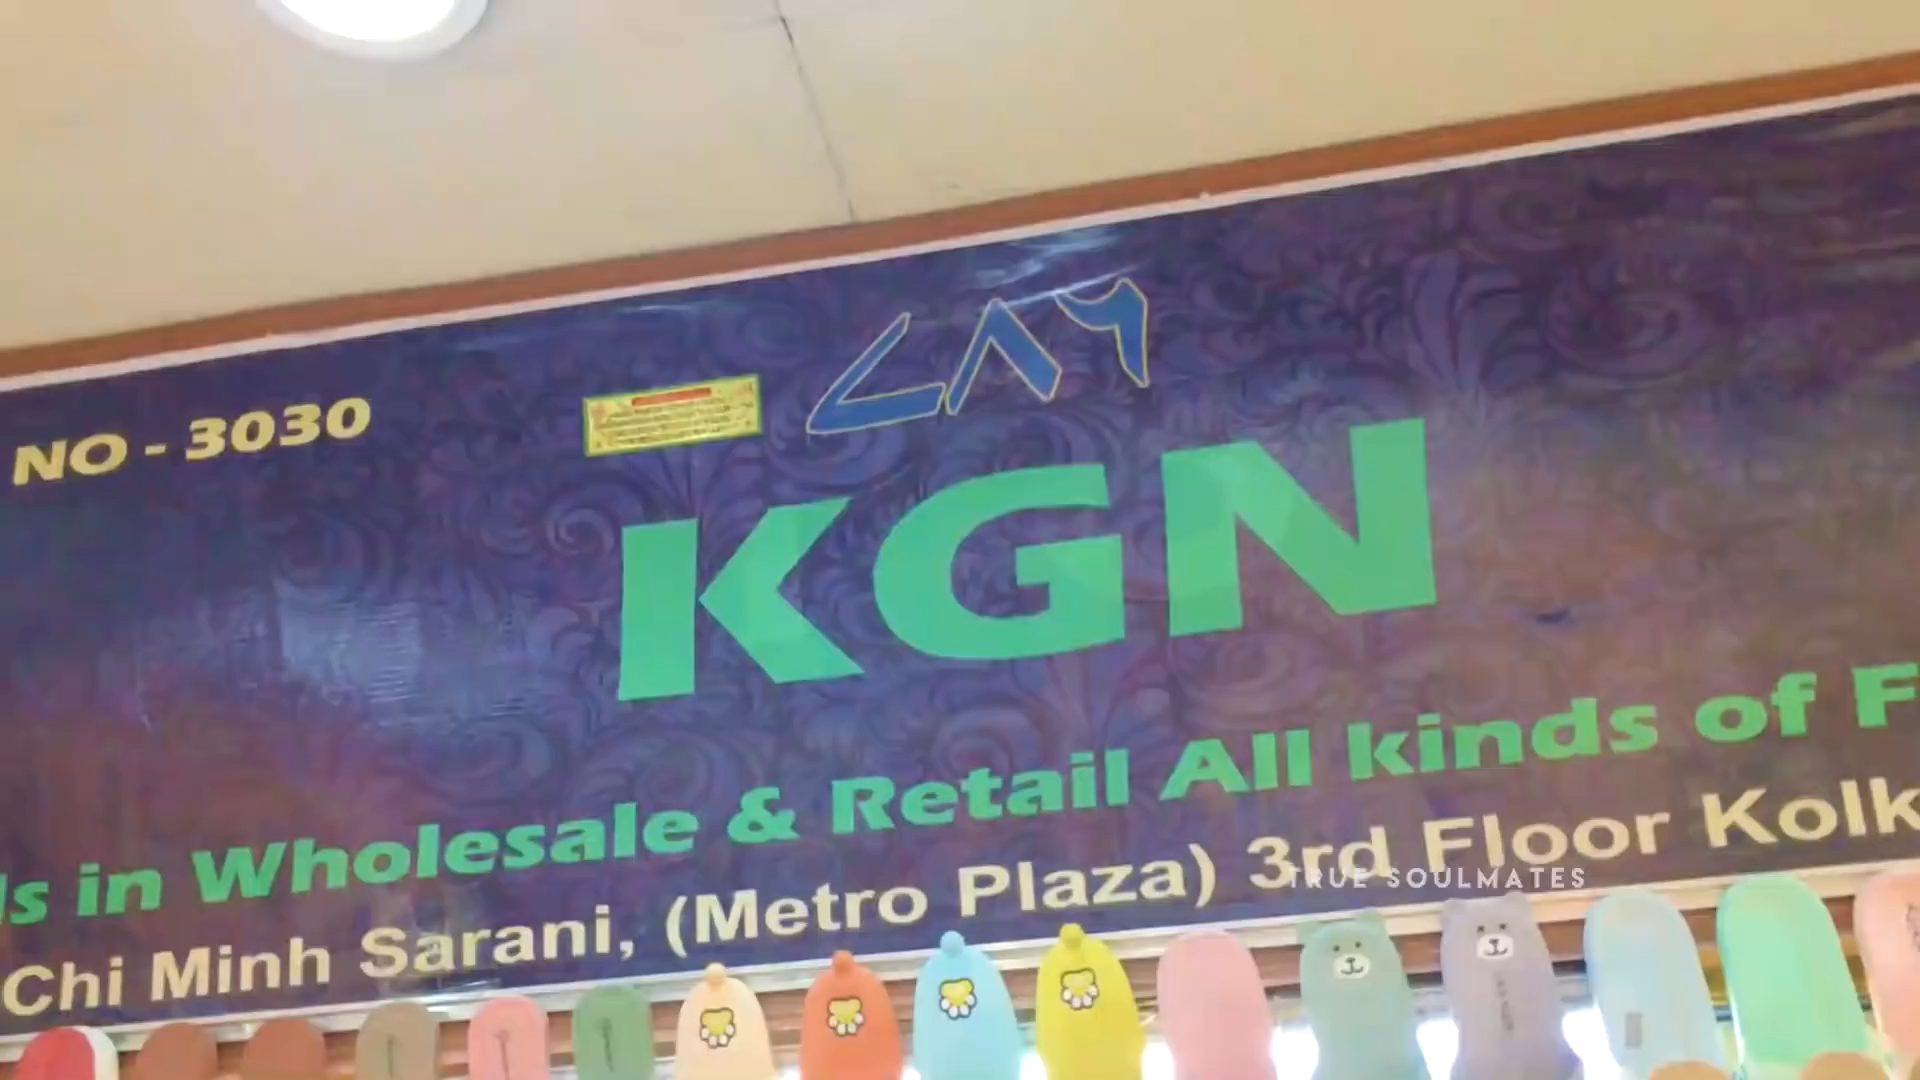 NO - 3030
KGN
ls in Wholesale & Retail All kinds of F
Chi Minh Sarani, (Metro Plaza) 3rd Floor Kolk
TRUE SOULMATES